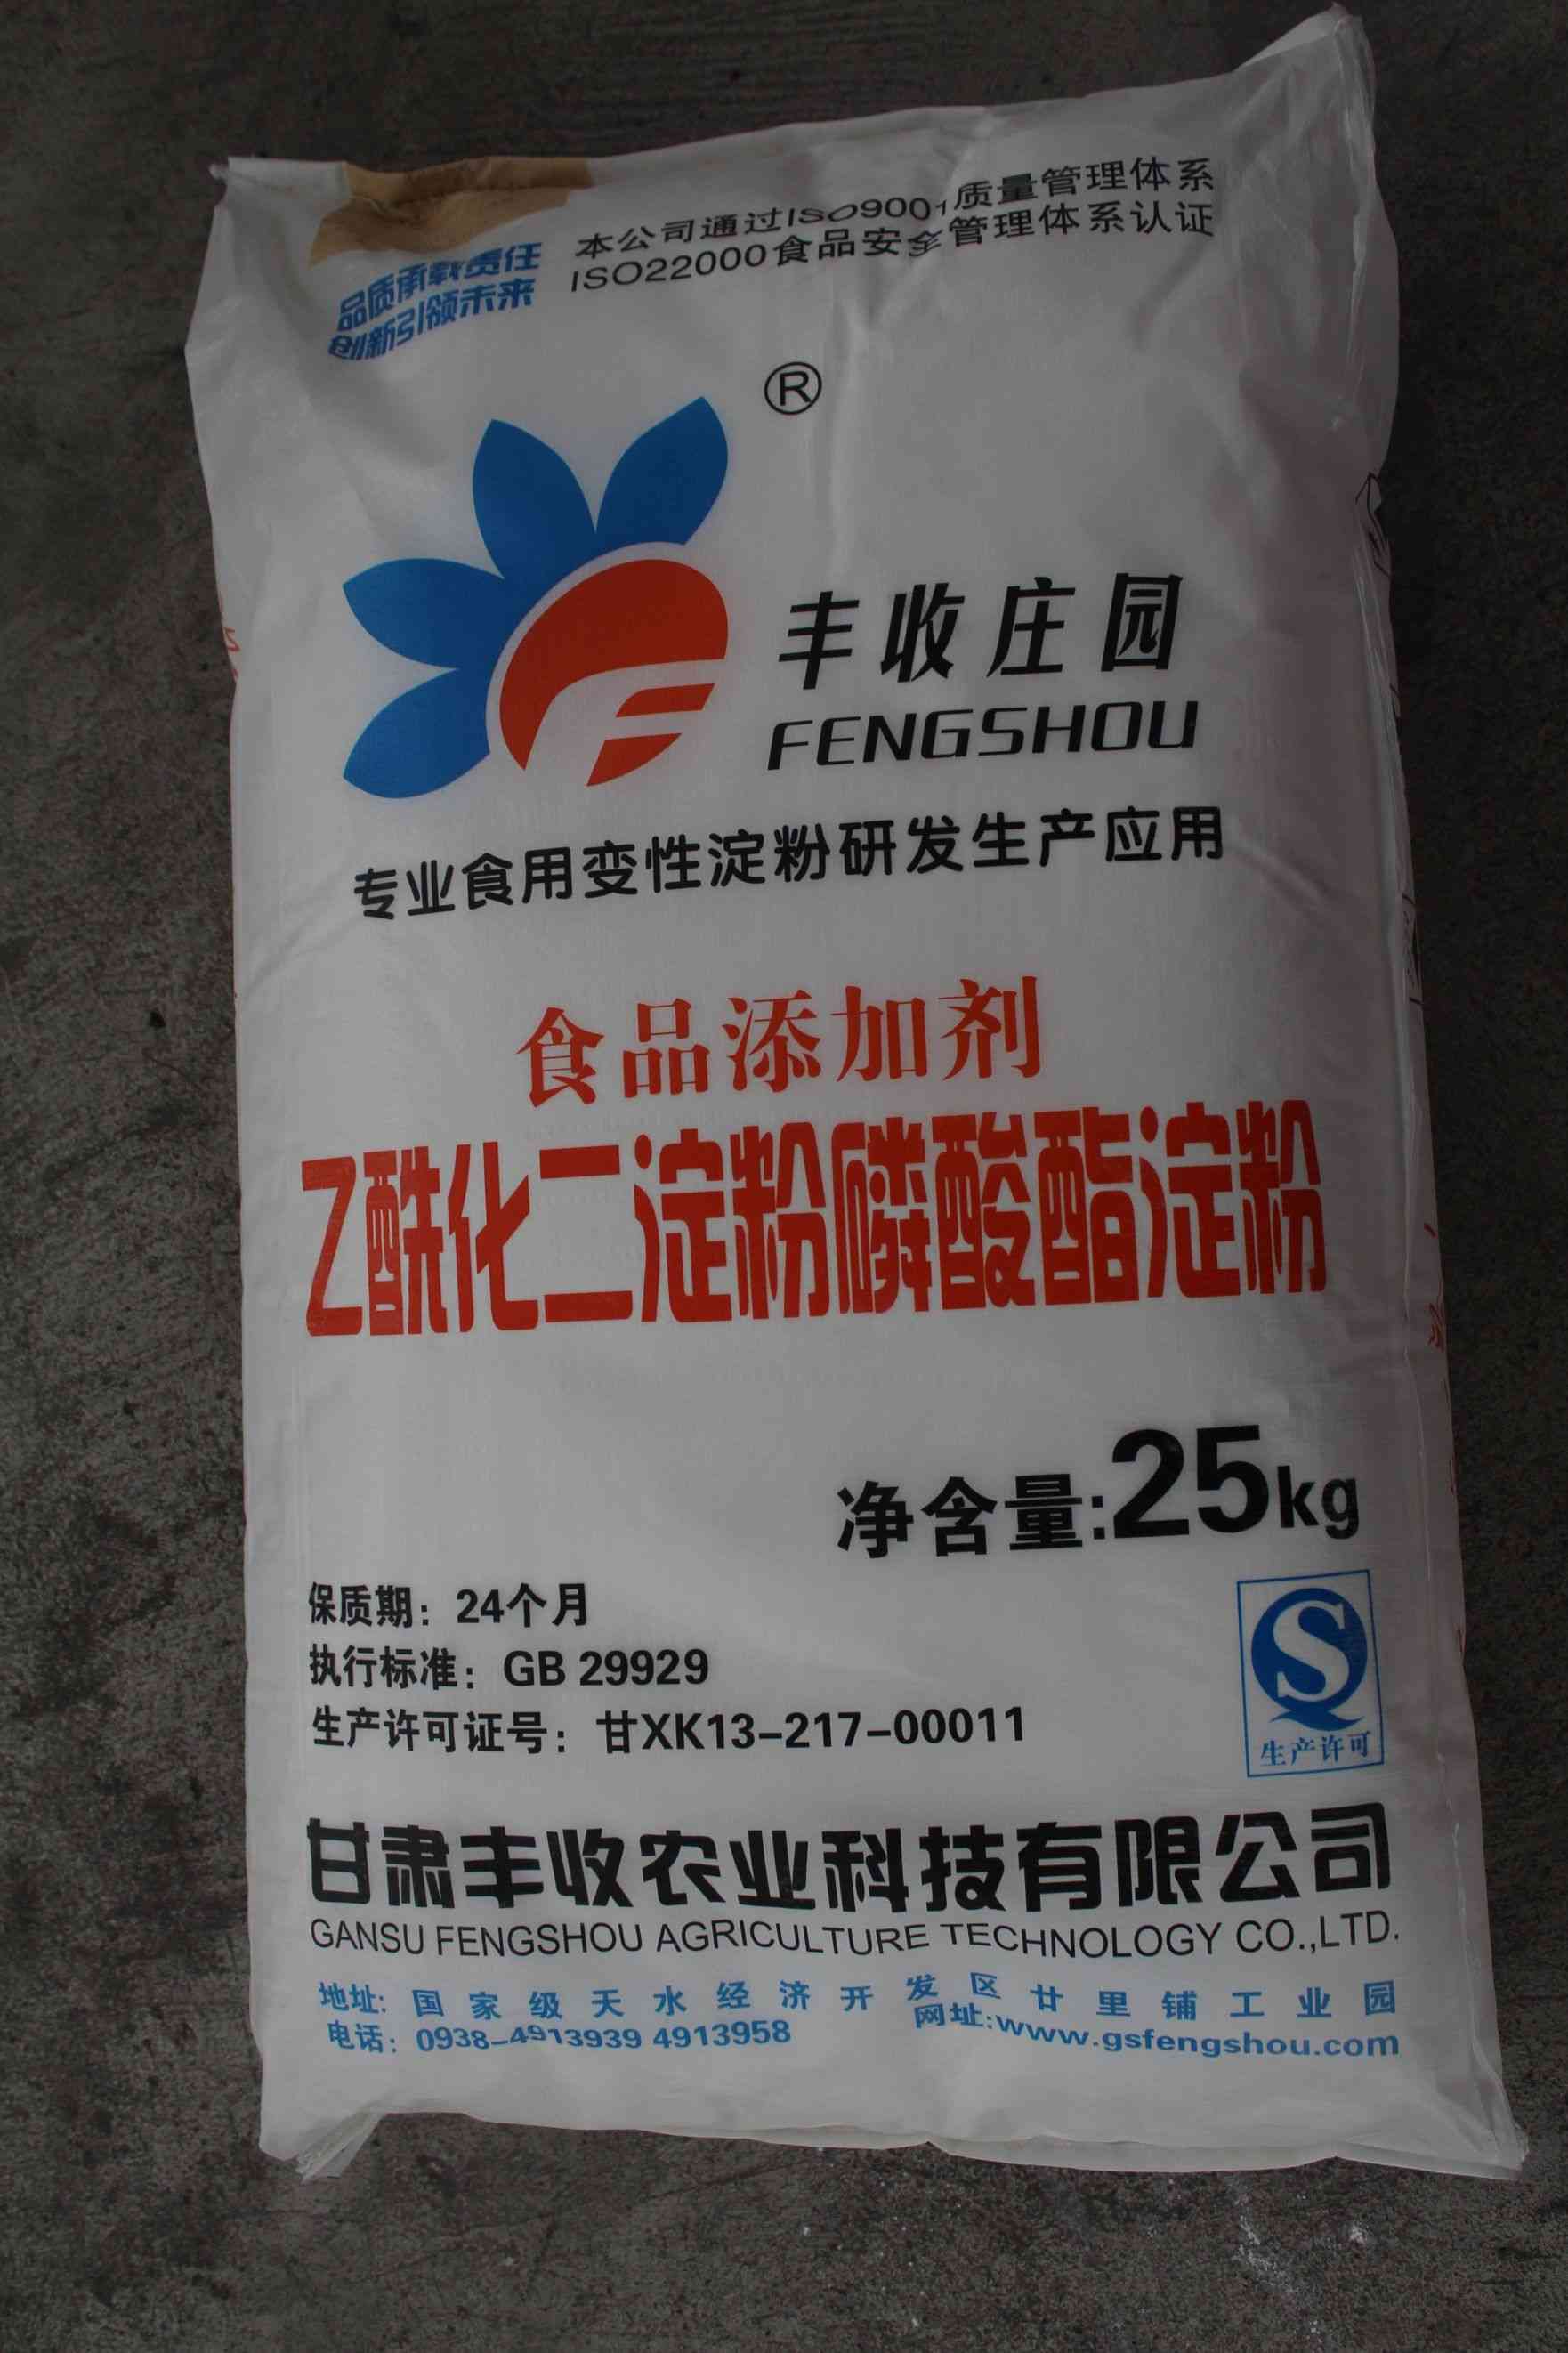 品质承载责任
创新引领未来
本公司通过ISO9001质量管理体系
ISO22000食品安全管理体系认证
®
丰收庄园
FENGSHOU
专业食用变性淀粉研发生产应用
食品添加剂
乙酰化二淀粉磷酸酯淀粉
净含量:25kg
保质期：24个月
执行标准：GB 29929
生产许可证号：甘XK13-217-00011
生产许可
甘肃丰收农业科技有限公司
GANSU FENGSHOU AGRICULTURE TECHNOLOGY CO.,LTD.
地址:国家级天水经济开发区廿里铺工业园
电话：0938-4913939 4913958
网址:www.gsfengshou.com